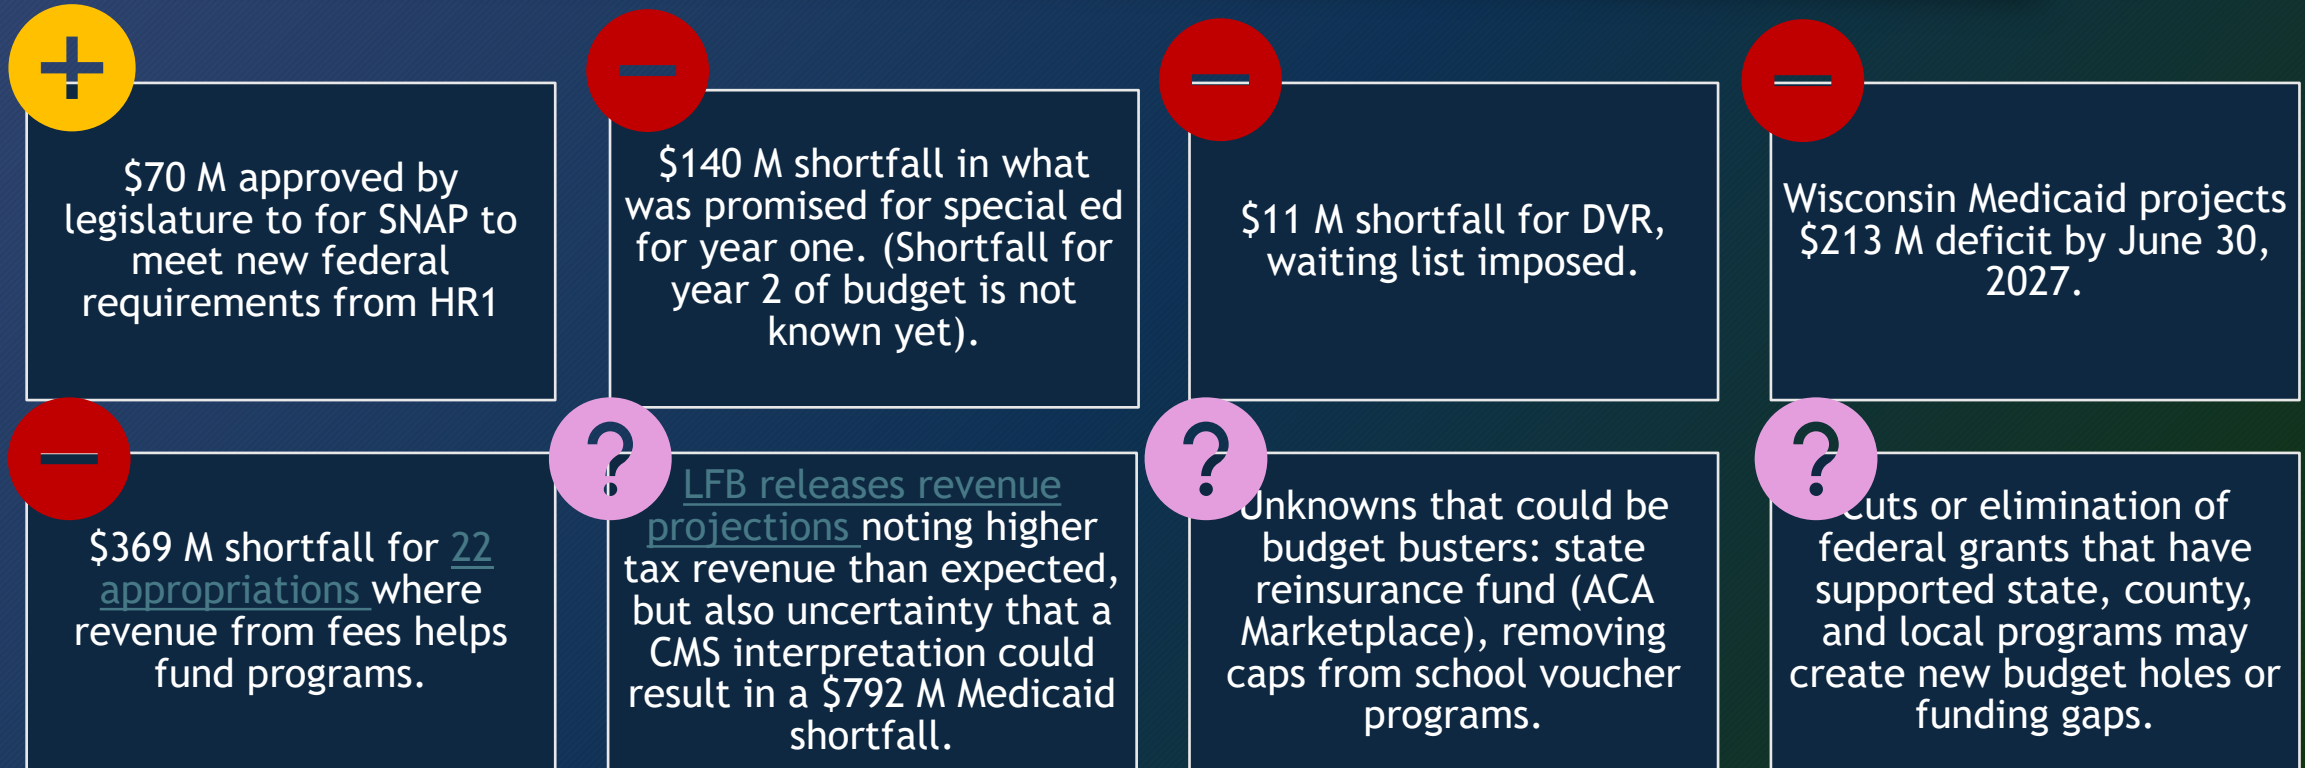 $70 M approved by
legislature to for SNAP to
meet new federal
requirements from HR1
$140 M shortfall in what
was promised for special ed
for year one. (Shortfall for
year 2 of budget is not
known yet).
$11 M shortfall for DVR,
waiting list imposed.
Wisconsin Medicaid projects
$213 M deficit by June 30,
2027.
$369 M shortfall for 22
appropriations where
revenue from fees helps
fund programs.
LFB releases revenue
projections noting higher
tax revenue than expected,
but also uncertainty that a
CMS interpretation could
result in a $792 M Medicaid
shortfall.
Unknowns that could be
budget busters: state
reinsurance fund (ACA
Marketplace), removing
caps from school voucher
programs.
Cuts or elimination of
federal grants that have
supported state, county,
and local programs may
create new budget holes or
funding gaps.